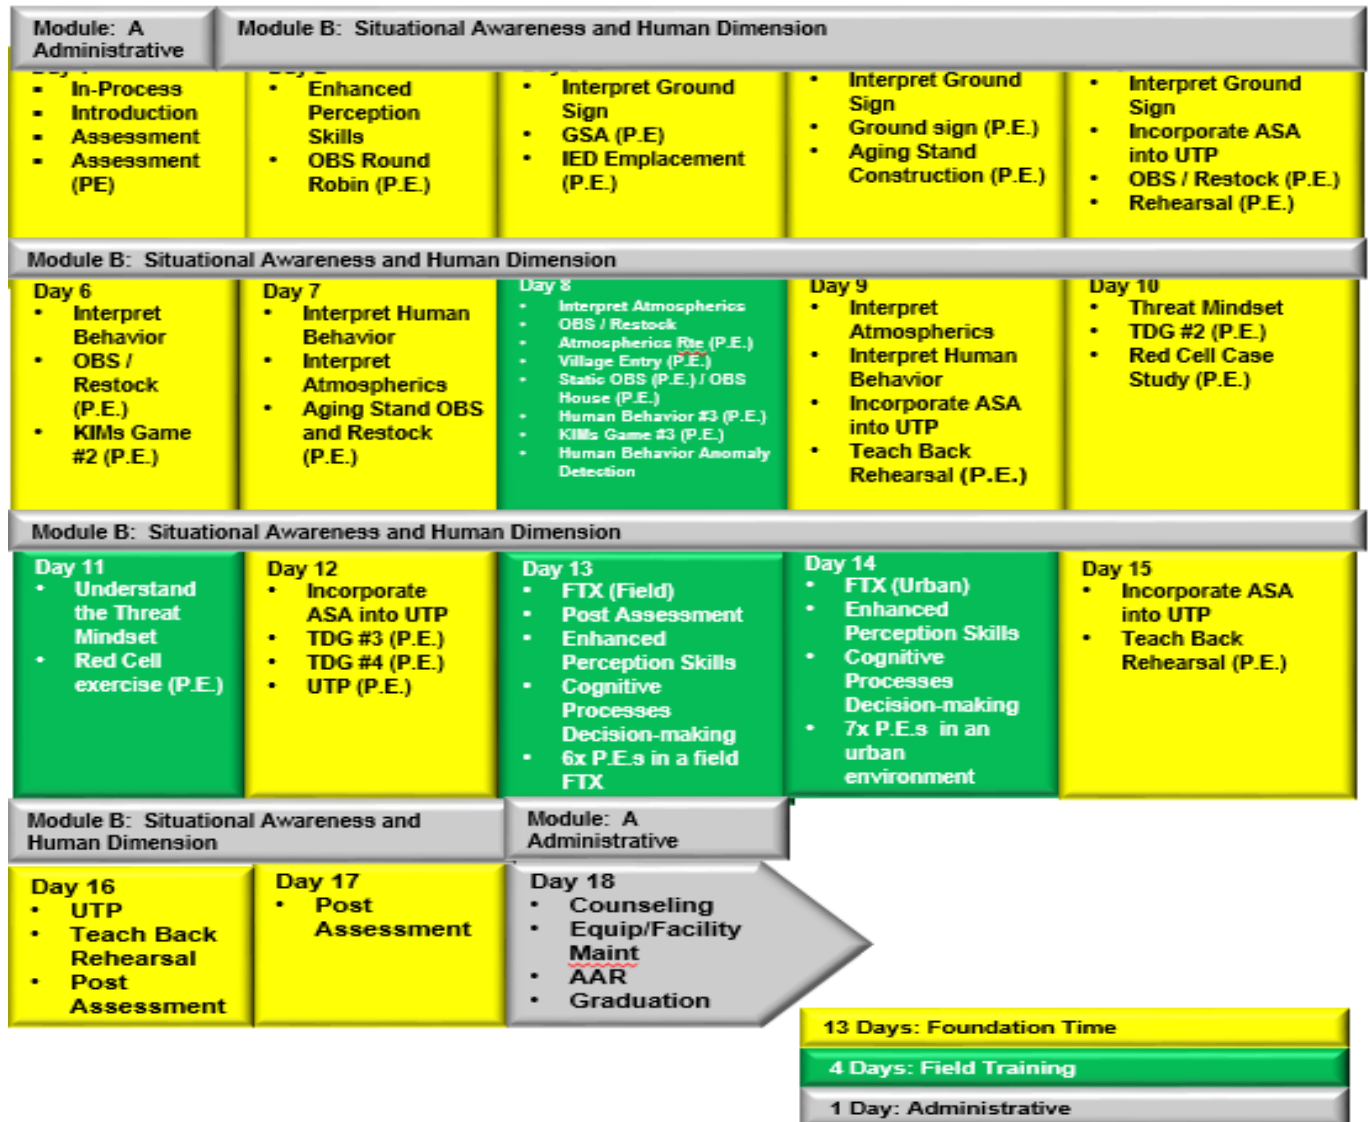 Module: A
Administrative
Module B: Situational Awareness and Human Dimension
▪ In-Process
▪ Introduction
▪ Assessment
▪ Assessment
(PE)
• Enhanced
Perception
Skills
• OBS Round
Robin (P.E.)
• Interpret Ground
Sign
• GSA (P.E)
• IED Emplacement
(P.E.)
• Interpret Ground
Sign
• Ground sign (P.E.)
• Aging Stand
Construction (P.E.)
• Interpret Ground
Sign
• Incorporate ASA
into UTP
• OBS / Restock (P.E.)
• Rehearsal (P.E.)
Module B: Situational Awareness and Human Dimension
Day 6
• Interpret
Behavior
• OBS /
Restock
(P.E.)
• KIMs Game
#2 (P.E.)
Day 7
• Interpret Human
Behavior
• Interpret
Atmospherics
• Aging Stand OBS
and Restock
(P.E.)
Day 8
• Interpret Atmospherics
• OBS / Restock
• Atmospherics Rte (P.E.)
• Village Entry (P.E.)
• Static OBS (P.E.) / OBS
House (P.E.)
• Human Behavior #3 (P.E.)
• KIMs Game #3 (P.E.)
• Human Behavior Anomaly
Detection
Day 9
• Interpret
Atmospherics
• Interpret Human
Behavior
• Incorporate ASA
into UTP
• Teach Back
Rehearsal (P.E.)
Day 10
• Threat Mindset
• TDG #2 (P.E.)
• Red Cell Case
Study (P.E.)
Module B: Situational Awareness and Human Dimension
Day 11
• Understand
the Threat
Mindset
• Red Cell
exercise (P.E.)
Day 12
• Incorporate
ASA into UTP
• TDG #3 (P.E.)
• TDG #4 (P.E.)
• UTP (P.E.)
Day 13
• FTX (Field)
• Post Assessment
• Enhanced
Perception Skills
• Cognitive
Processes
Decision-making
• 6x P.E.s in a field
FTX
Day 14
• FTX (Urban)
• Enhanced
Perception Skills
• Cognitive
Processes
Decision-making
• 7x P.E.s in an
urban
environment
Day 15
• Incorporate ASA
into UTP
• Teach Back
Rehearsal (P.E.)
Module B: Situational Awareness and
Human Dimension
Module: A
Administrative
Day 16
• UTP
• Teach Back
Rehearsal
• Post
Assessment
Day 17
• Post
Assessment
Day 18
• Counseling
• Equip/Facility
Maint
• AAR
• Graduation
13 Days: Foundation Time
4 Days: Field Training
1 Day: Administrative